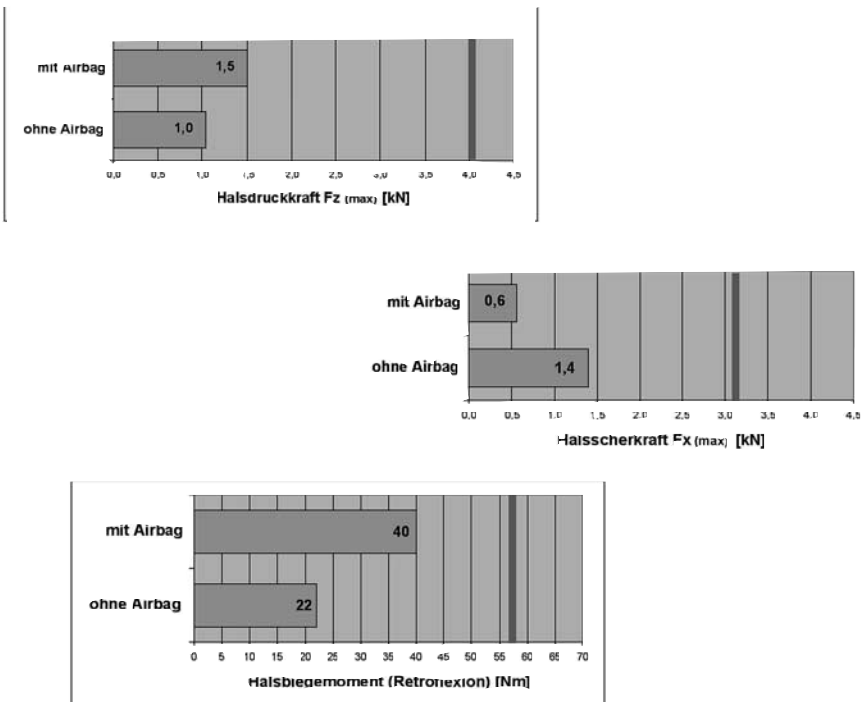 mit Airbag
1,5
ohne Airbag
1,0
0,0 0,5 1,0 1,5 2,0 2,5 3,0 3,5 4,0 4,5
Halsdruckkraft Fz (max) [kN]
mit Airbag
0,6
ohne Airbag
1,4
0,0 0,5 1,0 1,5 2,0 2,5 3,0 3,5 4,0 4,5
Halsscherkraft Fx (max) [kN]
mit Airbag
40
ohne Airbag
22
0 5 10 15 20 25 30 35 40 45 50 55 60 65 70
Halsbiegemoment (Retroflexion) [Nm]